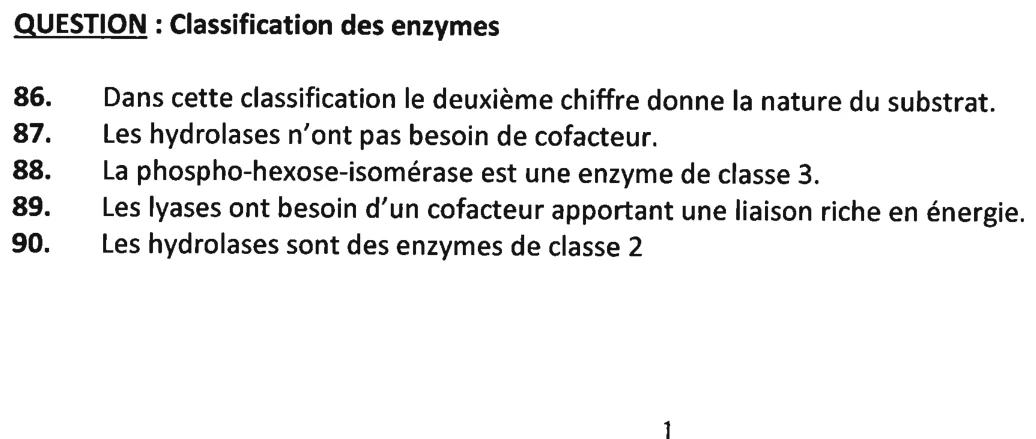 QUESTION : Classification des enzymes
86. Dans cette classification le deuxième chiffre donne la nature du substrat.
87. Les hydrolases n'ont pas besoin de cofacteur.
88. La phospho-hexose-isomérase est une enzyme de classe 3.
89. Les lyases ont besoin d'un cofacteur apportant une liaison riche en énergie.
90. Les hydrolases sont des enzymes de classe 2
1